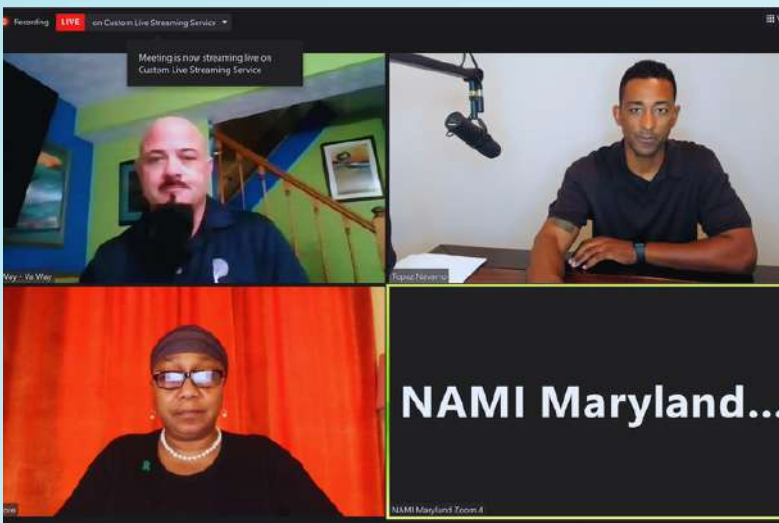 Recording LIVE on Custom Live Streaming Service
Meeting is now streaming live on
Custom Live Streaming Service
NAMI Maryland...
NAMI Maryland Zoom 4